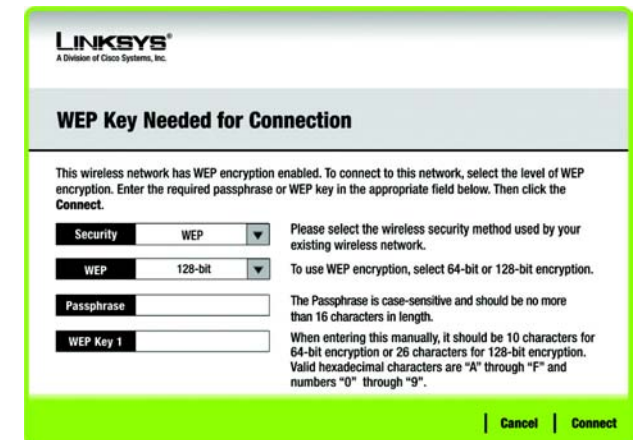 LINKSYS®
A Division of Cisco Systems, Inc.
WEP Key Needed for Connection
This wireless network has WEP encryption enabled. To connect to this network, select the level of WEP
encryption. Enter the required passphrase or WEP key in the appropriate field below. Then click the
Connect.
Security WEP
Please select the wireless security method used by your
existing wireless network.
WEP 128-bit
To use WEP encryption, select 64-bit or 128-bit encryption.
Passphrase
The Passphrase is case-sensitive and should be no more
than 16 characters in length.
WEP Key 1
When entering this manually, it should be 10 characters for
64-bit encryption or 26 characters for 128-bit encryption.
Valid hexadecimal characters are “A” through “F” and
numbers “0” through “9”.
Cancel Connect